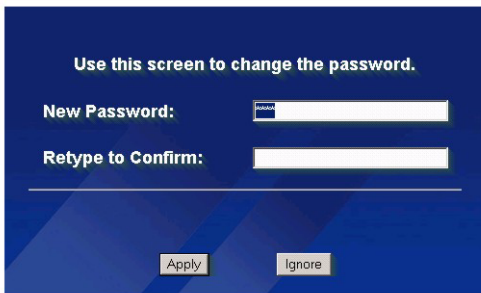 Use this screen to change the password.
New Password: ****
Retype to Confirm:
Apply Ignore